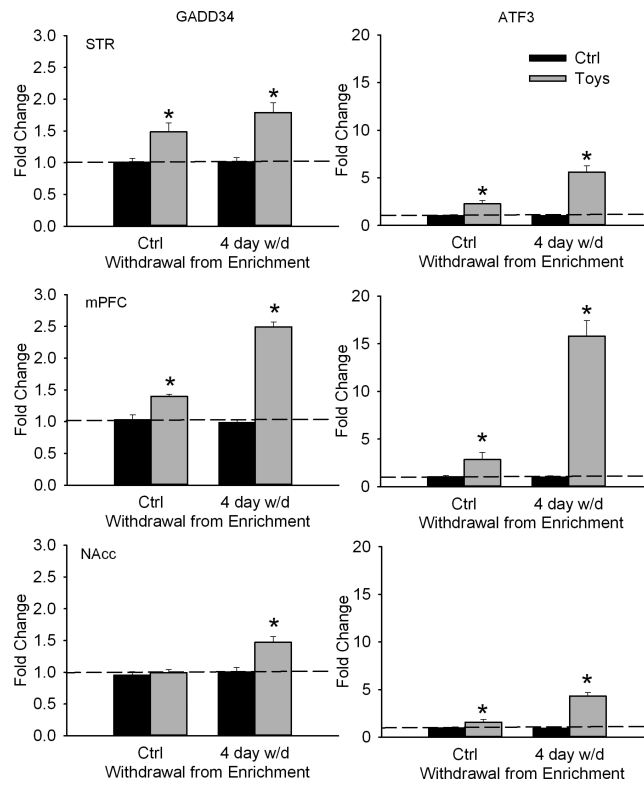 GADD34
ATF3
STR
Fold Change
3.0
2.5
2.0
1.5
1.0
0.5
0.0
Ctrl 4 day w/d
Withdrawal from Enrichment
Fold Change
20
15
10
5
0
Ctrl
Toys
Ctrl 4 day w/d
Withdrawal from Enrichment
* *
* *
mPFC
Fold Change
3.0
2.5
2.0
1.5
1.0
0.5
0.0
Ctrl 4 day w/d
Withdrawal from Enrichment
* *
Fold Change
20
15
10
5
0
Ctrl 4 day w/d
Withdrawal from Enrichment
* *
NAcc
Fold Change
3.0
2.5
2.0
1.5
1.0
0.5
0.0
Ctrl 4 day w/d
Withdrawal from Enrichment
*
Fold Change
20
15
10
5
0
Ctrl 4 day w/d
Withdrawal from Enrichment
* *